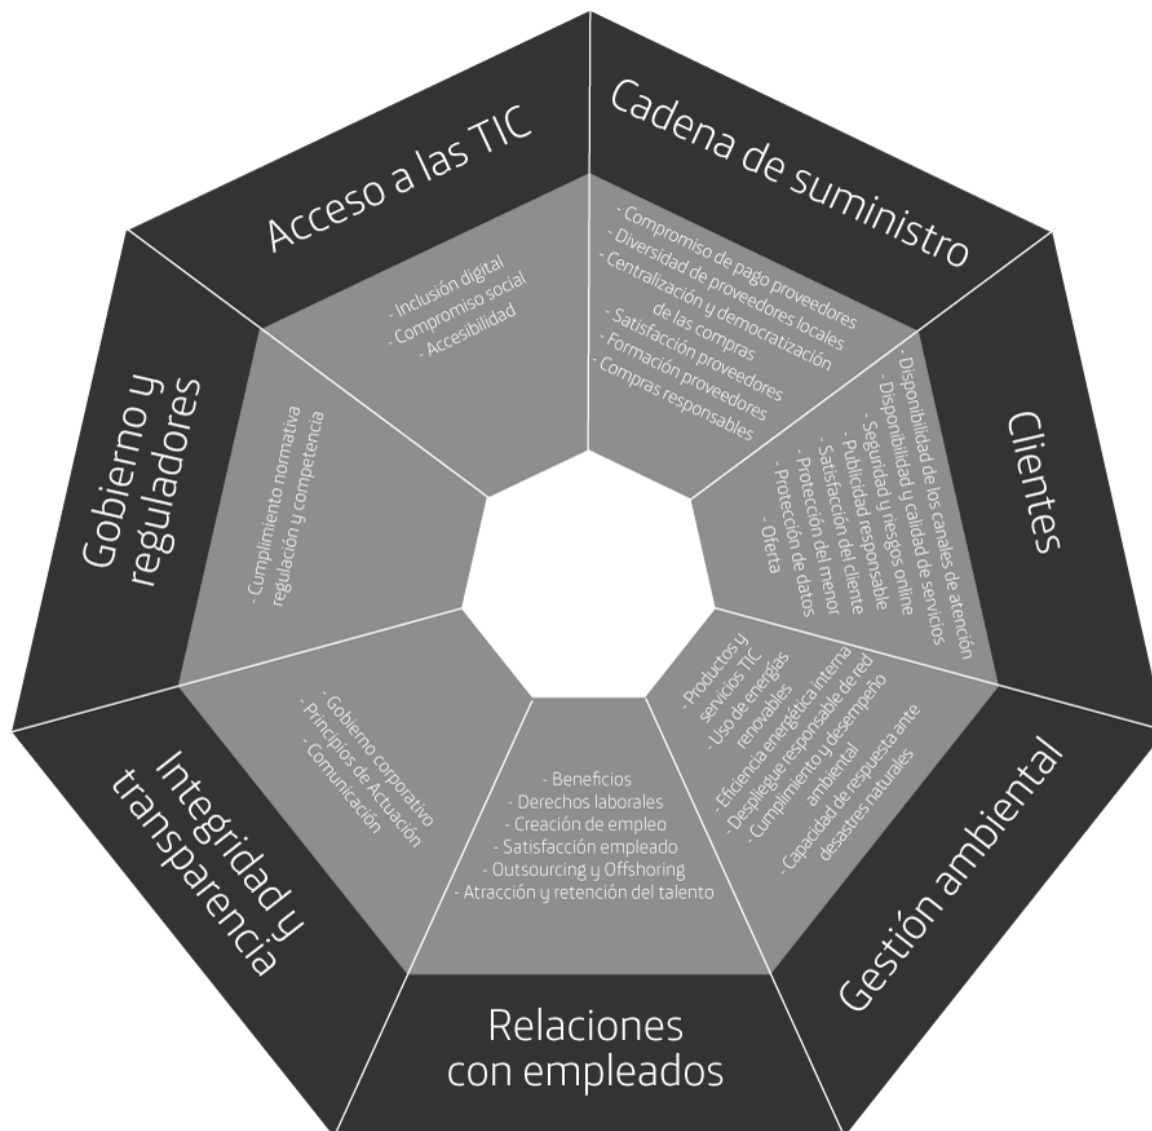 Acceso a las TIC
- Inclusión digital
- Compromiso social
- Accesibilidad
Cadena de suministro
- Compromiso de pago proveedores
- Diversidad de proveedores locales
- Centralización y democratización
de las compras
- Satisfacción proveedores
- Formación proveedores
- Compras responsables
Clientes
- Disponibilidad de los canales de atención
- Disponibilidad y calidad de servicios
- Seguridad y riesgos online
- Publicidad responsable
- Satisfacción del cliente
- Protección del menor
- Protección de datos
- Oferta
Gestión ambiental
- Productos y
servicios TIC
- Uso de energías
renovables
- Eficiencia energética interna
- Despliegue responsable de red
- Cumplimiento y desempeño
ambiental
- Capacidad de respuesta ante
desastres naturales
Relaciones
con empleados
- Beneficios
- Derechos laborales
- Creación de empleo
- Satisfacción empleado
- Outsourcing y Offshoring
- Atracción y retención del talento
Integridad y
transparencia
- Gobierno corporativo
- Principios de Actuación
- Comunicación
Gobierno y
reguladores
- Cumplimiento normativa
regulación y competencia